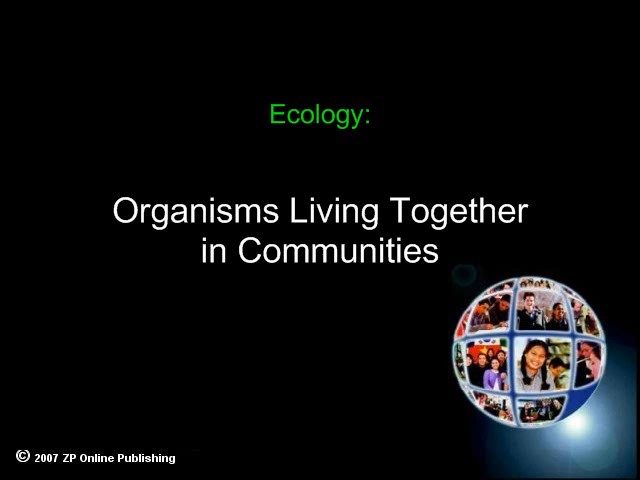 Ecology:
Organisms Living Together
in Communities
© 2007 ZP Online Publishing